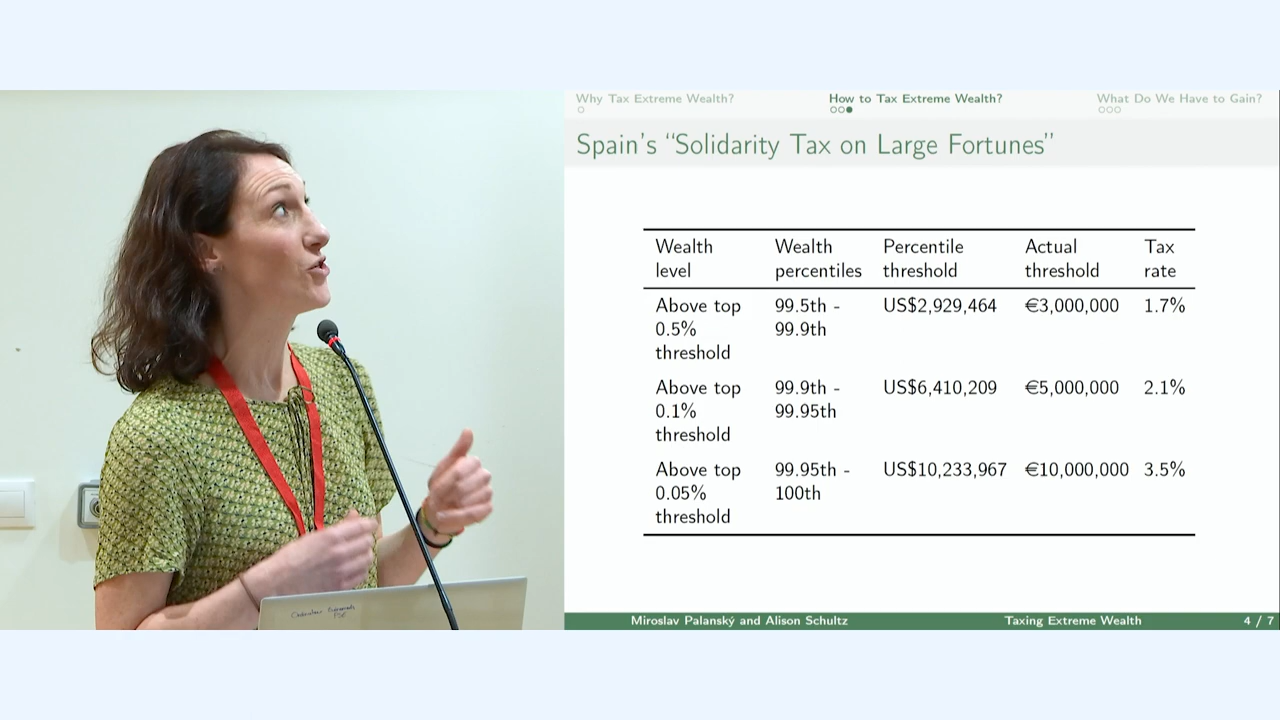 Why Tax Extreme Wealth?
How to Tax Extreme Wealth?
What Do We Have to Gain?
Spain's “Solidarity Tax on Large Fortunes”
Wealth level Wealth percentiles Percentile threshold Actual threshold Tax rate
Above top 0.5% threshold 99.5th - 99.9th US$2,929,464 €3,000,000 1.7%
Above top 0.1% threshold 99.9th - 99.95th US$6,410,209 €5,000,000 2.1%
Above top 0.05% threshold 99.95th - 100th US$10,233,967 €10,000,000 3.5%
Miroslav Palanský and Alison Schultz
Taxing Extreme Wealth
4 / 7